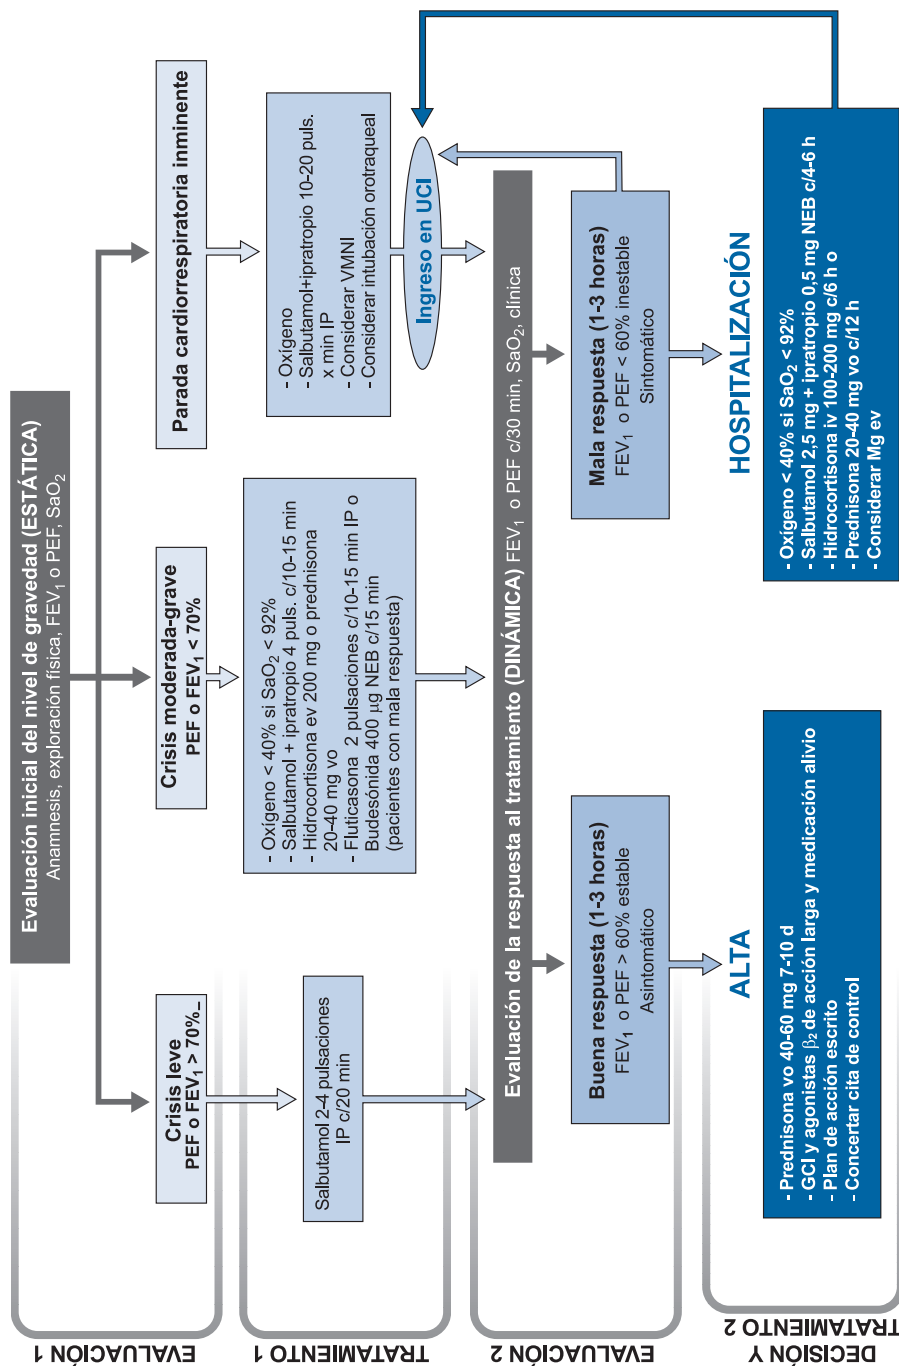 EVALUACIÓN 1
Evaluación inicial del nivel de gravedad (ESTÁTICA)
Anamnesis, exploración física, FEV₁ o PEF, SaO₂
Crisis leve
PEF o FEV₁ > 70%_
Crisis moderada-grave
PEF o FEV₁ < 70%
Parada cardiorrespiratoria inminente
TRATAMIENTO 1
Salbutamol 2-4 pulsaciones
IP c/20 min
- Oxígeno < 40% si SaO₂ < 92%
- Salbutamol + ipratropio 4 puls. c/10-15 min
- Hidrocortisona ev 200 mg o prednisona
20-40 mg vo
- Fluticasona 2 pulsaciones c/10-15 min IP o
Budesónida 400 µg NEB c/15 min
(pacientes con mala respuesta)
- Oxígeno
- Salbutamol+ipratropio 10-20 puls.
x min IP
- Considerar VMNI
- Considerar intubación orotraqueal
Ingreso en UCI
EVALUACIÓN 2
Evaluación de la respuesta al tratamiento (DINÁMICA) FEV₁ o PEF c/30 min, SaO₂, clínica
Buena respuesta (1-3 horas)
FEV₁ o PEF > 60% estable
Asintomático
Mala respuesta (1-3 horas)
FEV₁ o PEF < 60% inestable
Sintomático
DECISIÓN Y
TRATAMIENTO 2
ALTA
- Prednisona vo 40-60 mg 7-10 d
- GCI y agonistas β₂ de acción larga y medicación alivio
- Plan de acción escrito
- Concertar cita de control
HOSPITALIZACIÓN
- Oxígeno < 40% si SaO₂ < 92%
- Salbutamol 2,5 mg + ipratropio 0,5 mg NEB c/4-6 h
- Hidrocortisona iv 100-200 mg c/6 h o
- Prednisona 20-40 mg vo c/12 h
- Considerar Mg ev